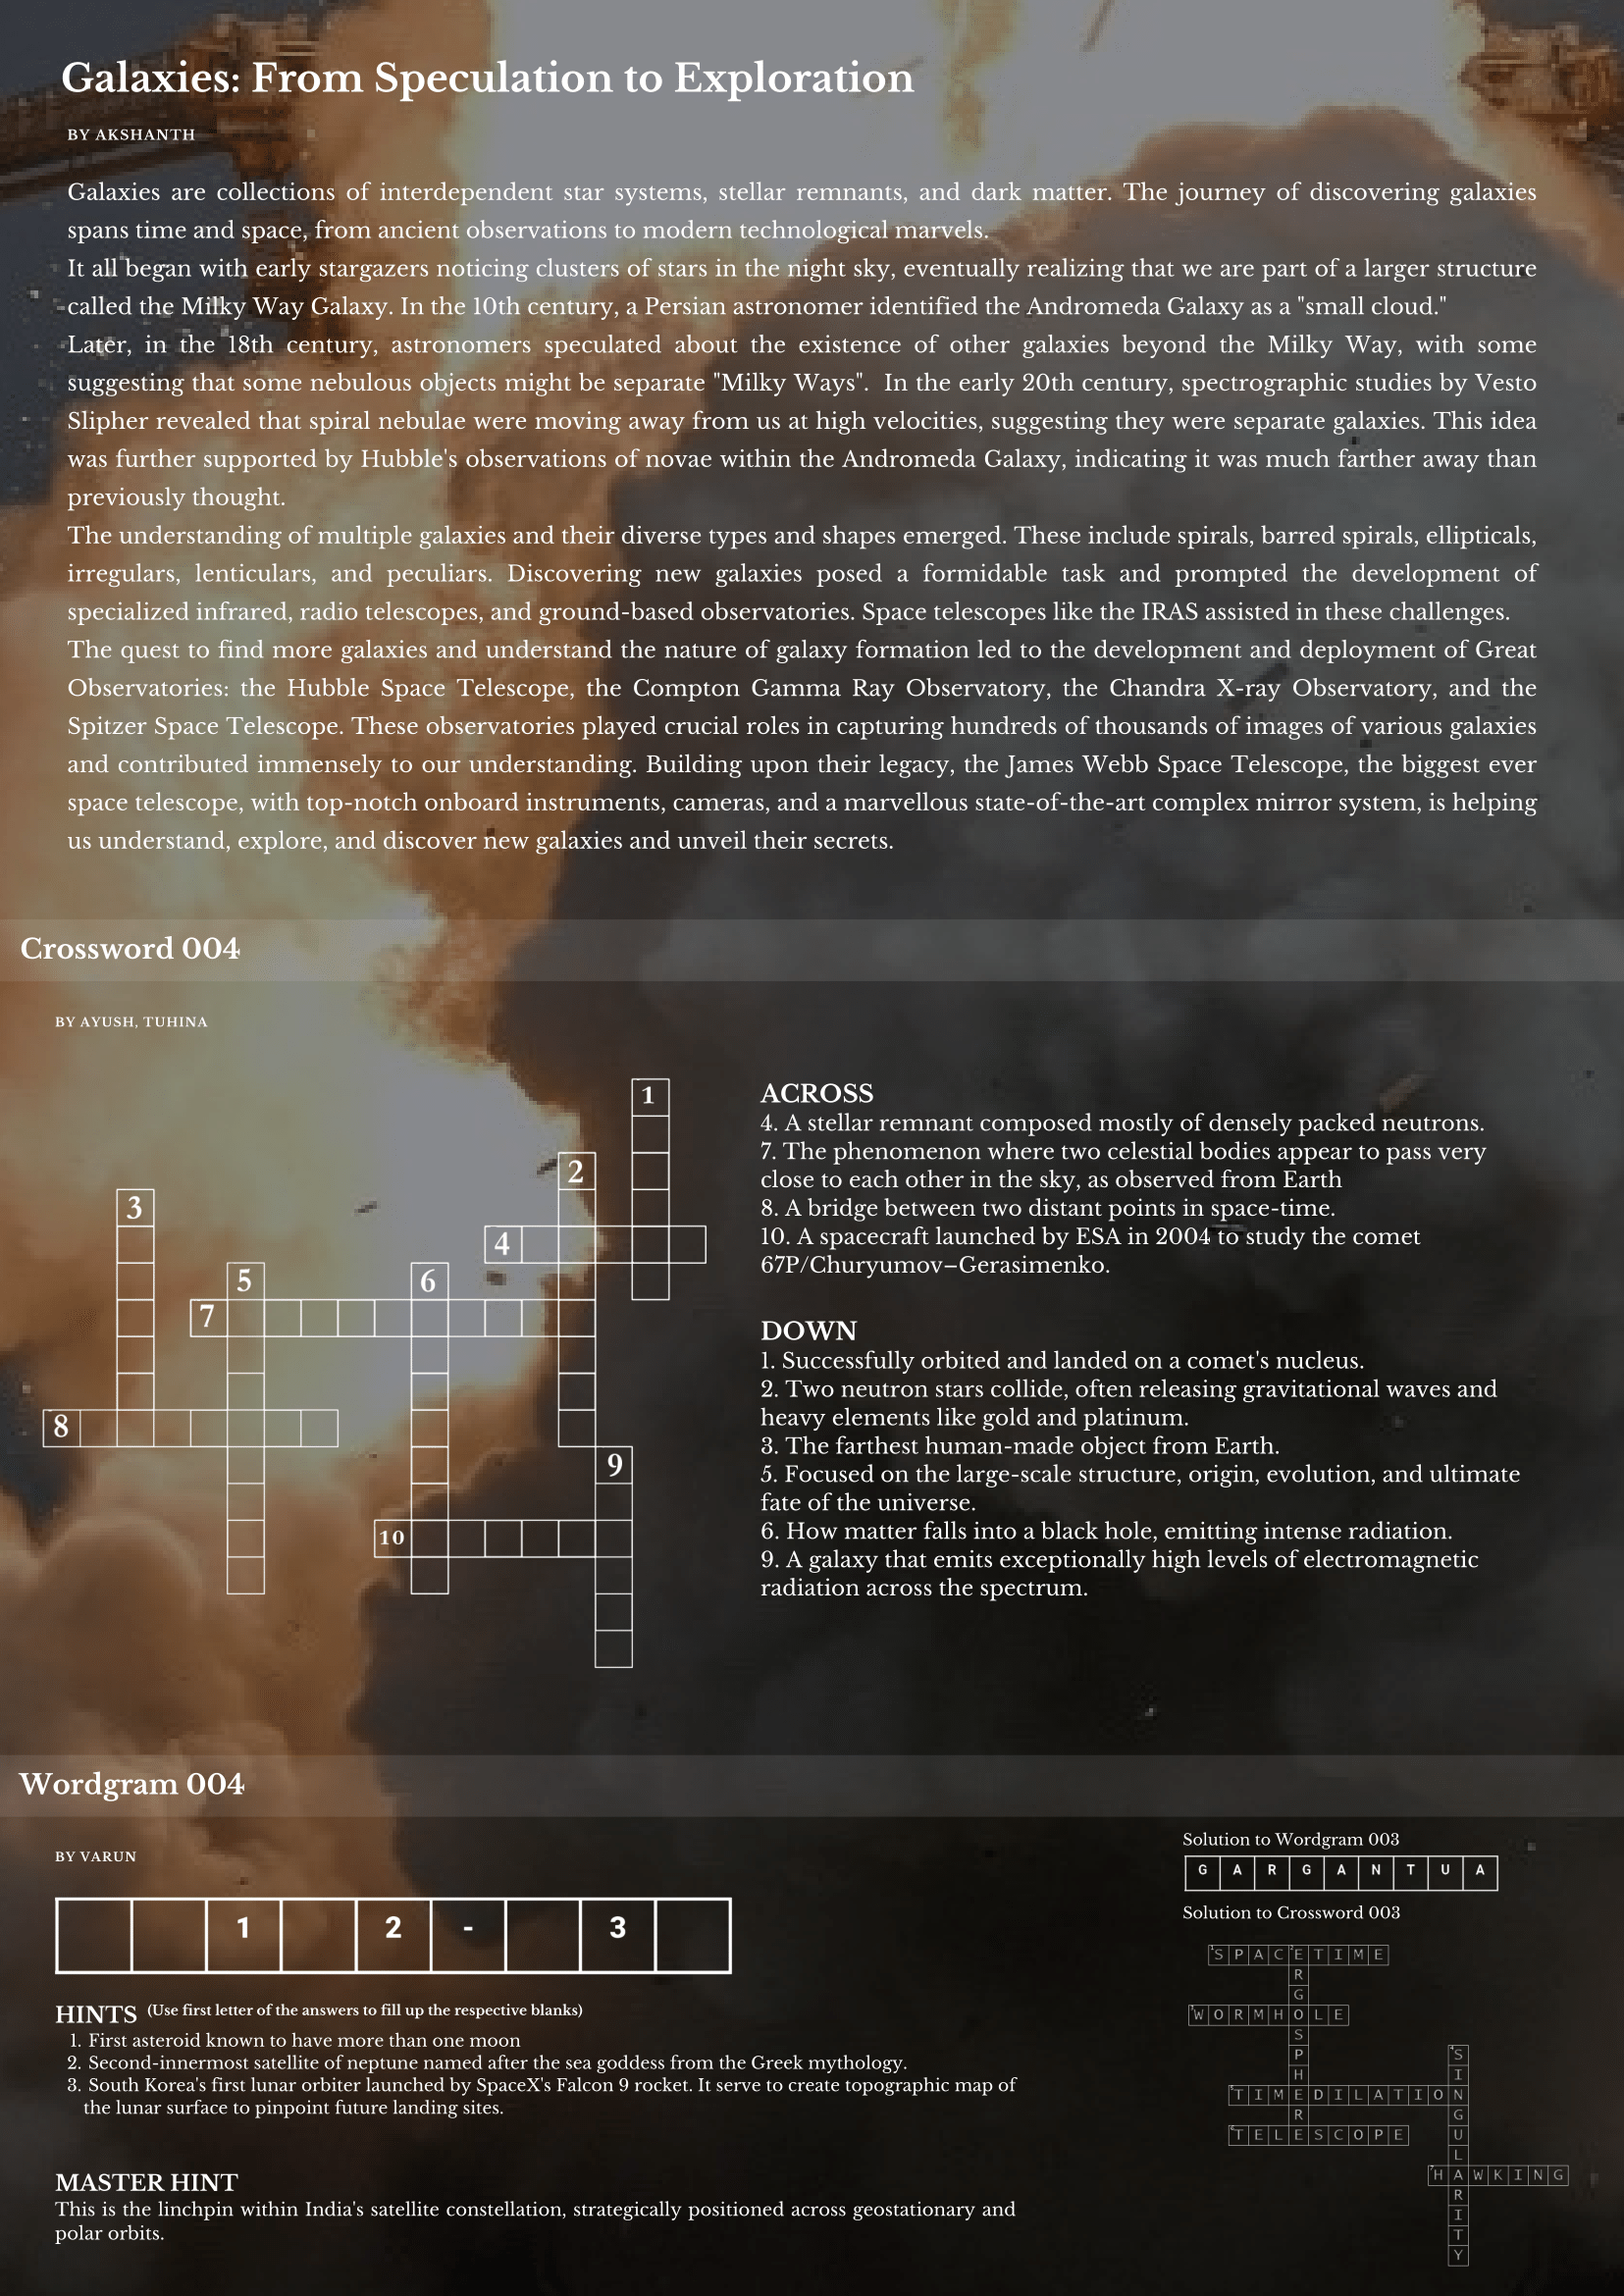 Galaxies: From Speculation to Exploration
BY AKSHANTH
Galaxies are collections of interdependent star systems, stellar remnants, and dark matter. The journey of discovering galaxies
spans time and space, from ancient observations to modern technological marvels.
It all began with early stargazers noticing clusters of stars in the night sky, eventually realizing that we are part of a larger structure
called the Milky Way Galaxy. In the 10th century, a Persian astronomer identified the Andromeda Galaxy as a "small cloud."
Later, in the 18th century, astronomers speculated about the existence of other galaxies beyond the Milky Way, with some
suggesting that some nebulous objects might be separate "Milky Ways". In the early 20th century, spectrographic studies by Vesto
Slipher revealed that spiral nebulae were moving away from us at high velocities, suggesting they were separate galaxies. This idea
was further supported by Hubble's observations of novae within the Andromeda Galaxy, indicating it was much farther away than
previously thought.
The understanding of multiple galaxies and their diverse types and shapes emerged. These include spirals, barred spirals, ellipticals,
irregulars, lenticulars, and peculiars. Discovering new galaxies posed a formidable task and prompted the development of
specialized infrared, radio telescopes, and ground-based observatories. Space telescopes like the IRAS assisted in these challenges.
The quest to find more galaxies and understand the nature of galaxy formation led to the development and deployment of Great
Observatories: the Hubble Space Telescope, the Compton Gamma Ray Observatory, the Chandra X-ray Observatory, and the
Spitzer Space Telescope. These observatories played crucial roles in capturing hundreds of thousands of images of various galaxies
and contributed immensely to our understanding. Building upon their legacy, the James Webb Space Telescope, the biggest ever
space telescope, with top-notch onboard instruments, cameras, and a marvellous state-of-the-art complex mirror system, is helping
us understand, explore, and discover new galaxies and unveil their secrets.
Crossword 004
BY AYUSH, TUHINA
1
2
3
4
5
6
7
8
9
10
ACROSS
4. A stellar remnant composed mostly of densely packed neutrons.
7. The phenomenon where two celestial bodies appear to pass very
close to each other in the sky, as observed from Earth
8. A bridge between two distant points in space-time.
10. A spacecraft launched by ESA in 2004 to study the comet
67P/Churyumov–Gerasimenko.
DOWN
1. Successfully orbited and landed on a comet's nucleus.
2. Two neutron stars collide, often releasing gravitational waves and
heavy elements like gold and platinum.
3. The farthest human-made object from Earth.
5. Focused on the large-scale structure, origin, evolution, and ultimate
fate of the universe.
6. How matter falls into a black hole, emitting intense radiation.
9. A galaxy that emits exceptionally high levels of electromagnetic
radiation across the spectrum.
Wordgram 004
BY VARUN
1 2 - 3
HINTS (Use first letter of the answers to fill up the respective blanks)
1. First asteroid known to have more than one moon
2. Second-innermost satellite of neptune named after the sea goddess from the Greek mythology.
3. South Korea's first lunar orbiter launched by SpaceX's Falcon 9 rocket. It serve to create topographic map of
the lunar surface to pinpoint future landing sites.
MASTER HINT
This is the linchpin within India's satellite constellation, strategically positioned across geostationary and
polar orbits.
Solution to Wordgram 003
G A R G A N T U A
Solution to Crossword 003
SPACETIME
ERGOSPHERE
WORMHOLE
SINGULARITY
TIMEDILATION
TELESCOPE
HAWKING